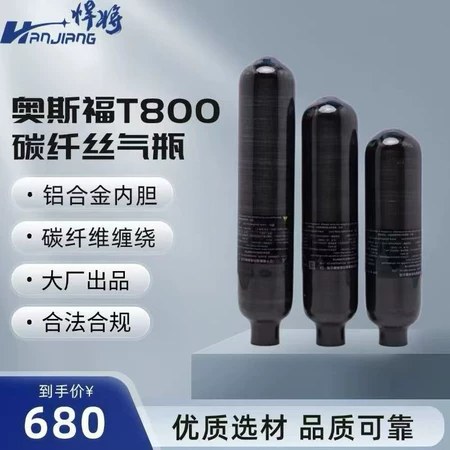 悍将
HANJIANG
奥斯福T800
碳纤丝气瓶
铝合金内胆
碳纤维缠绕
大厂出品
合法合规
到手价¥
680
优质选材 品质可靠